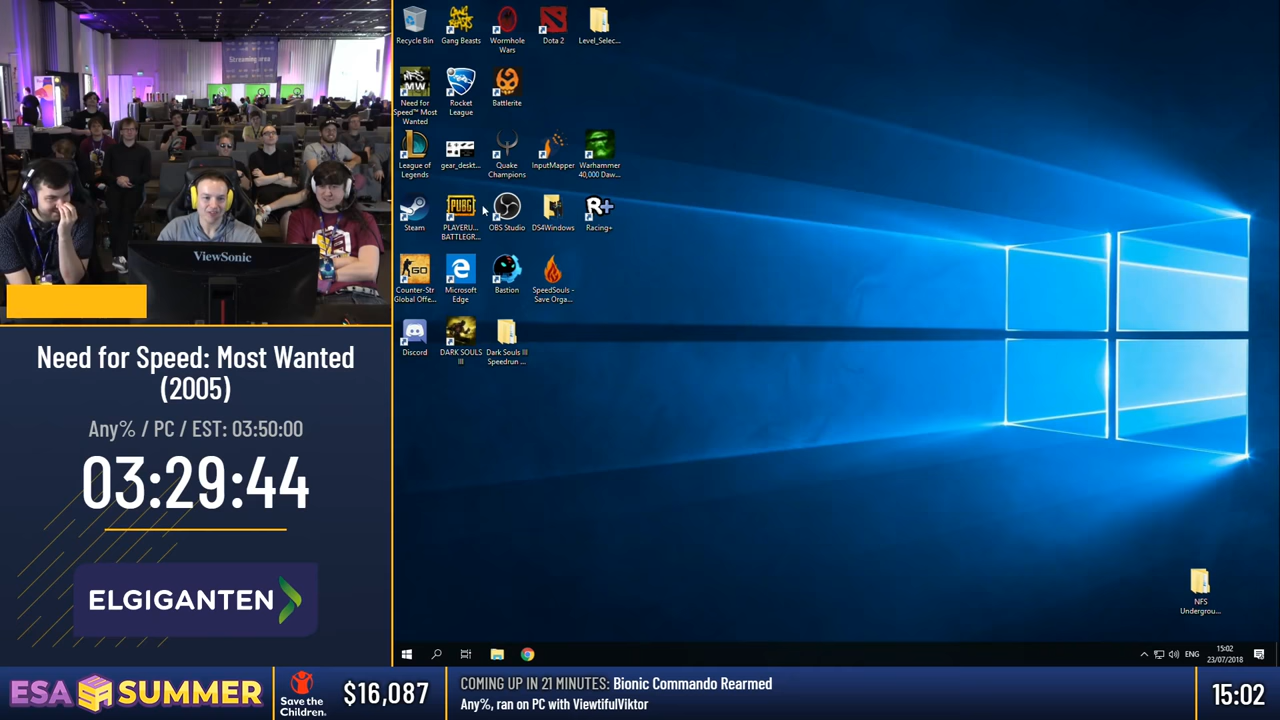 Streaming area
ViewSonic
Need for Speed: Most Wanted
(2005)
Any% / PC / EST: 03:50:00
03:29:44
ELGIGANTEN
Recycle Bin
Gang Beasts
Wormhole
Wars
Dota 2
Level_Selec...
Need for
Speed™ Most
Wanted
Rocket
League
Battlerite
League of
Legends
gear_deskt...
Quake
Champions
InputMapper
Warhammer
40,000 Daw...
Steam
PUBG
PLAYERU...
BATTLEGR...
OBS Studio
DS4Windows
R+
Racing+
GO
Counter-Str
Global Offe...
Microsoft
Edge
Bastion
SpeedSouls -
Save Orga...
Discord
DARK SOULS
III
Dark Souls III
Speedrun ...
NFS
Undergrou...
ENG
15:02
23/07/2018
ESA SUMMER
Save the
Children.
$16,087
COMING UP IN 21 MINUTES: Bionic Commando Rearmed
Any%, ran on PC with ViewtifulViktor
15:02